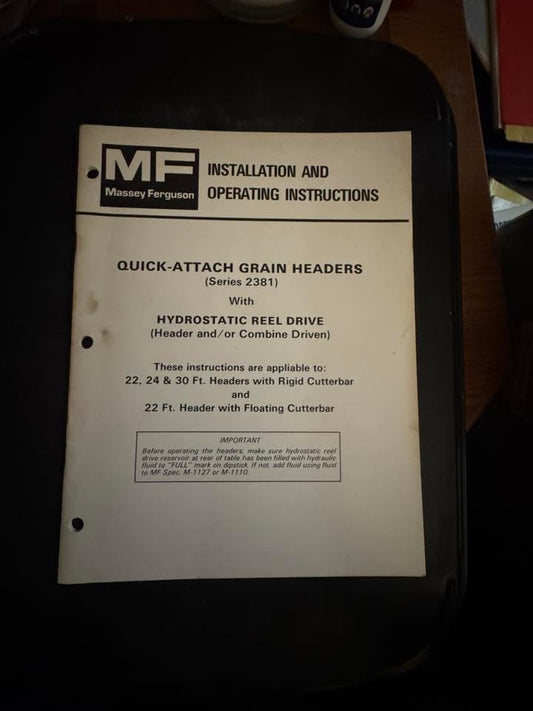 MF
Massey Ferguson
INSTALLATION AND
OPERATING INSTRUCTIONS
QUICK-ATTACH GRAIN HEADERS
(Series 2381)
With
HYDROSTATIC REEL DRIVE
(Header and/or Combine Driven)
These instructions are appliable to:
22, 24 & 30 Ft. Headers with Rigid Cutterbar
and
22 Ft. Header with Floating Cutterbar
IMPORTANT
Before operating the headers; make sure hydrostatic reel
drive reservoir at rear of table has been filled with hydraulic
fluid to "FULL" mark on dipstick. If not, add fluid using fluid
to MF Spec. M-1127 or M-1110.